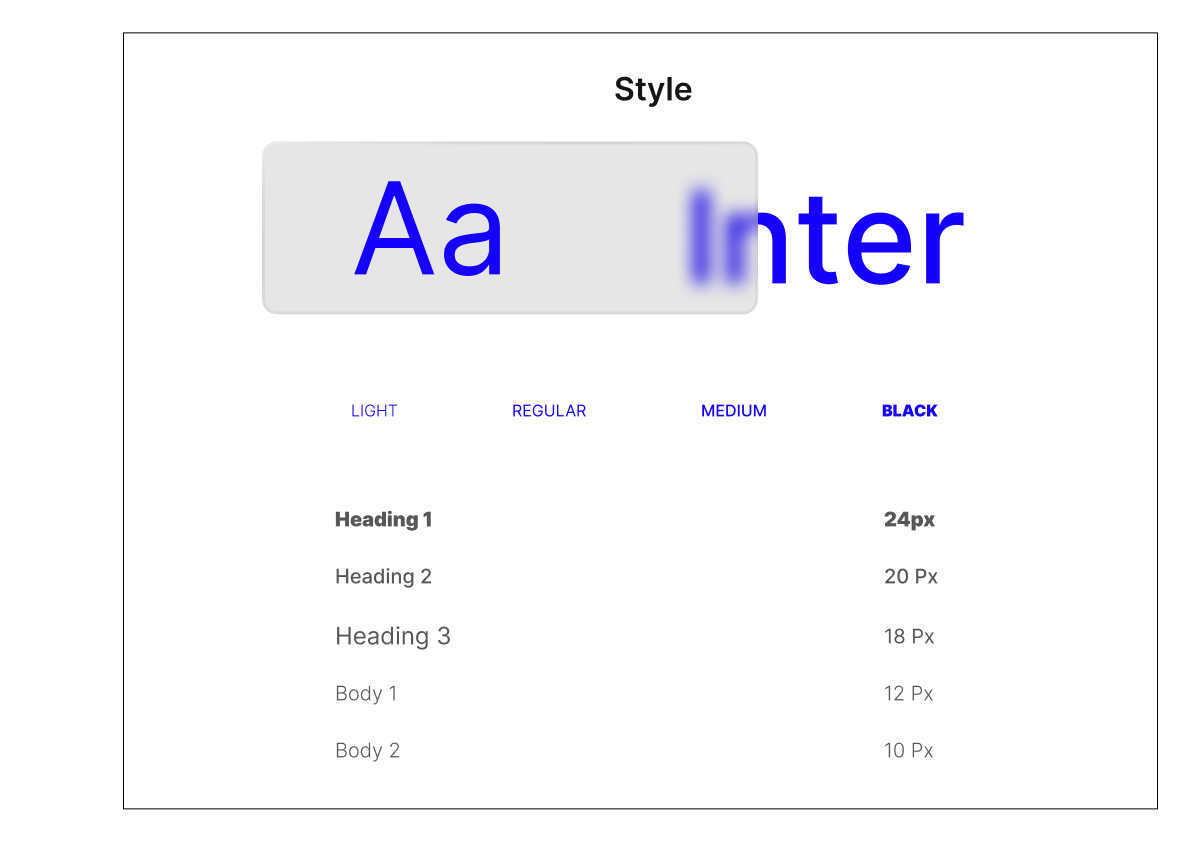 Style
Aa Inter
LIGHT REGULAR MEDIUM BLACK
Heading 1 24px
Heading 2 20 Px
Heading 3 18 Px
Body 1 12 Px
Body 2 10 Px